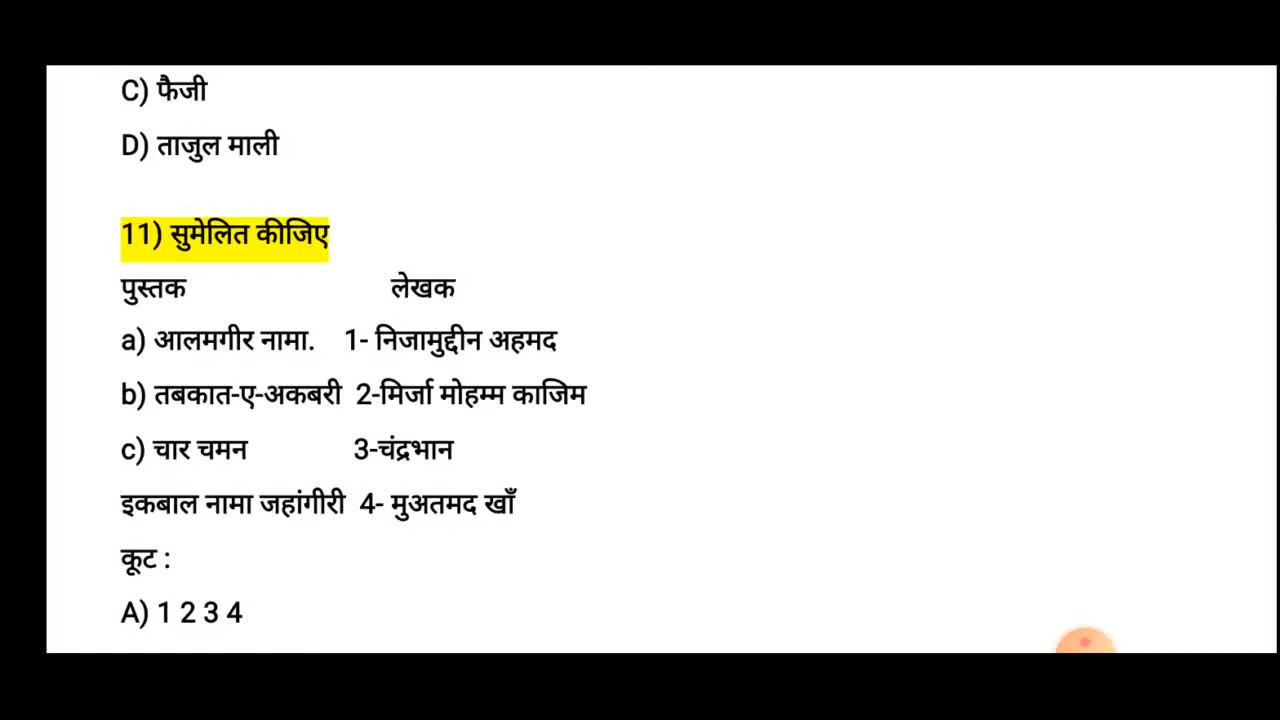 C) फैजी
D) ताजुल माली
11) सुमेलित कीजिए
पुस्तक लेखक
a) आलमगीर नामा. 1- निजामुद्दीन अहमद
b) तबकात-ए-अकबरी 2-मिर्जा मोहम्म काजिम
c) चार चमन 3-चंद्रभान
इकबाल नामा जहांगीरी 4- मुअतमद खाँ
कूट :
A) 1 2 3 4